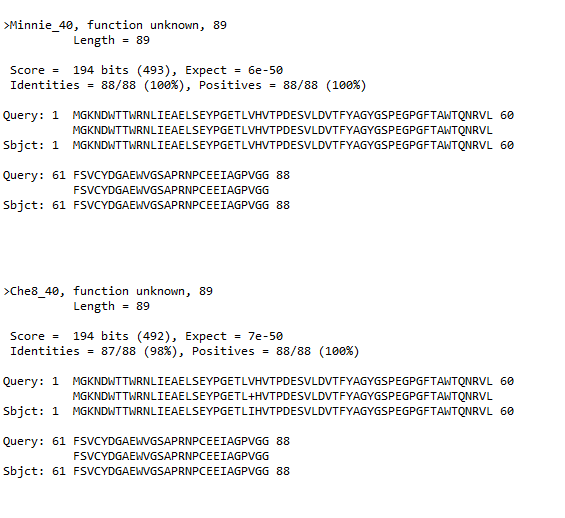 >Minnie_40, function unknown, 89
Length = 89
Score =  194 bits (493), Expect = 6e-50
Identities = 88/88 (100%), Positives = 88/88 (100%)
Query: 1  MGKNDWTTWRNLIEAELSEYPGETLVHVTPDESVLDVTFYAGYGSPEGPGFTAWTQNRVL 60
MGKNDWTTWRNLIEAELSEYPGETLVHVTPDESVLDVTFYAGYGSPEGPGFTAWTQNRVL
Sbjct: 1  MGKNDWTTWRNLIEAELSEYPGETLVHVTPDESVLDVTFYAGYGSPEGPGFTAWTQNRVL 60
Query: 61 FSVCYDGAEWVGSAPRNPCEEIAGPVGG 88
FSVCYDGAEWVGSAPRNPCEEIAGPVGG
Sbjct: 61 FSVCYDGAEWVGSAPRNPCEEIAGPVGG 88
>Che8_40, function unknown, 89
Length = 89
Score =  194 bits (492), Expect = 7e-50
Identities = 87/88 (98%), Positives = 88/88 (100%)
Query: 1  MGKNDWTTWRNLIEAELSEYPGETLVHVTPDESVLDVTFYAGYGSPEGPGFTAWTQNRVL 60
MGKNDWTTWRNLIEAELSEYPGETL+HVTPDESVLDVTFYAGYGSPEGPGFTAWTQNRVL
Sbjct: 1  MGKNDWTTWRNLIEAELSEYPGETLIHVTPDESVLDVTFYAGYGSPEGPGFTAWTQNRVL 60
Query: 61 FSVCYDGAEWVGSAPRNPCEEIAGPVGG 88
FSVCYDGAEWVGSAPRNPCEEIAGPVGG
Sbjct: 61 FSVCYDGAEWVGSAPRNPCEEIAGPVGG 88